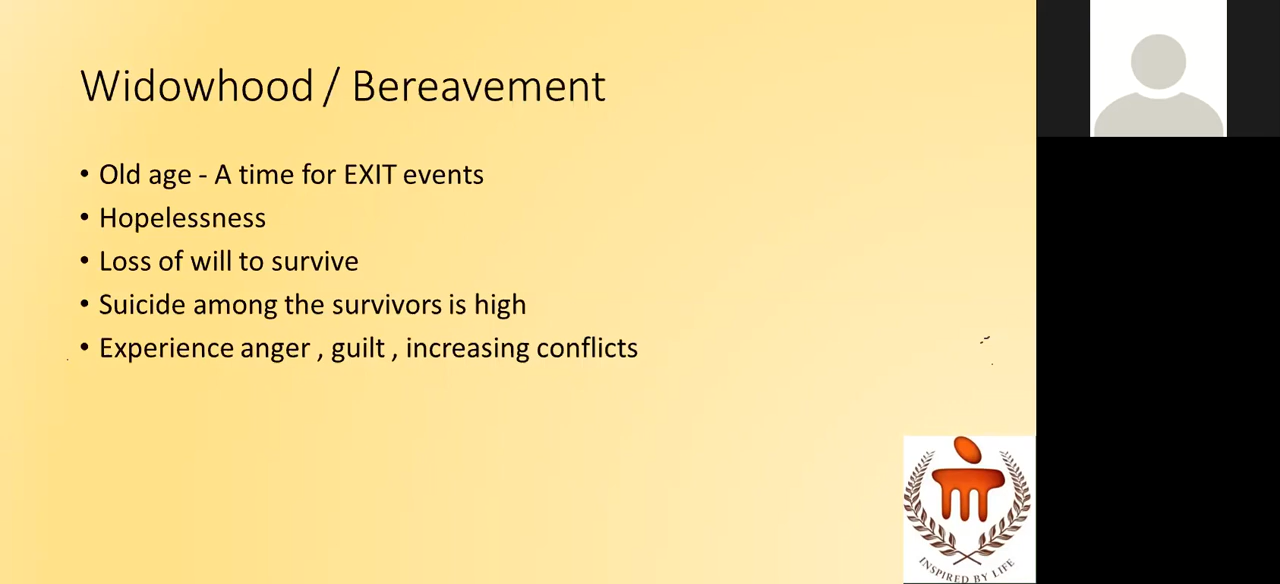 Widowhood / Bereavement
• Old age - A time for EXIT events
• Hopelessness
• Loss of will to survive
• Suicide among the survivors is high
• Experience anger , guilt , increasing conflicts
INSPIRED BY LIFE